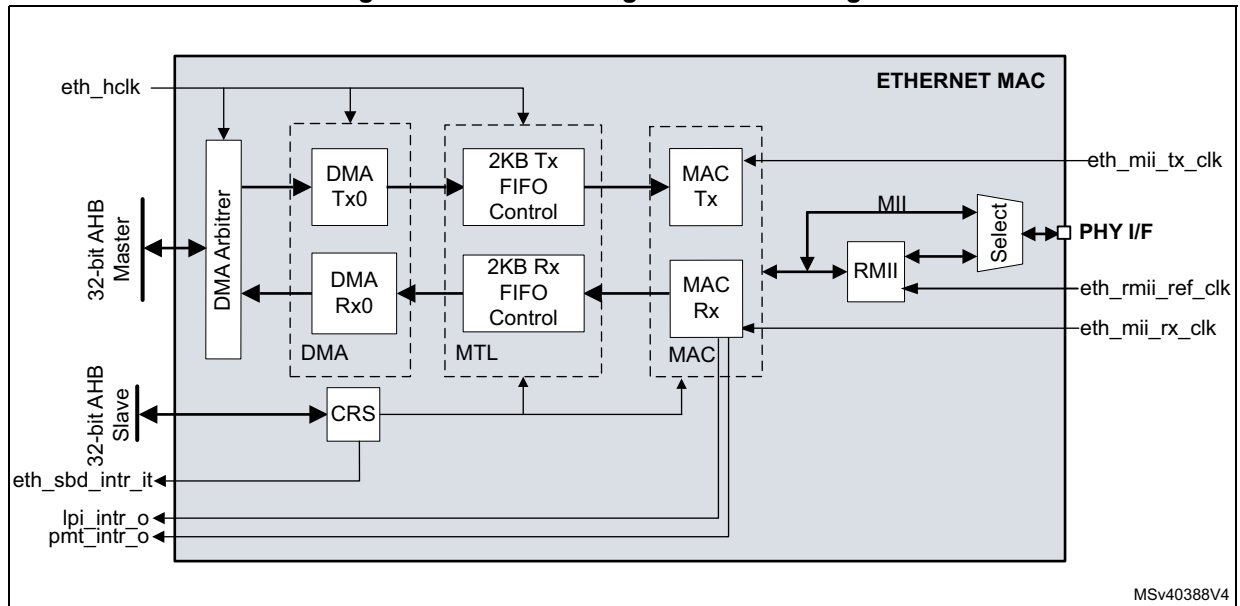 ETHERNET MAC
eth_hclk
32-bit AHB
Master
DMA Arbitrer
DMA
Tx0
2KB Tx
FIFO
Control
MAC
Tx
eth_mii_tx_clk
MII
Select
PHY I/F
RMII
DMA
Rx0
2KB Rx
FIFO
Control
MAC
Rx
eth_rmii_ref_clk
eth_mii_rx_clk
DMA
MTL
MAC
32-bit AHB
Slave
CRS
eth_sbd_intr_it
lpi_intr_o
pmt_intr_o
MSv40388V4